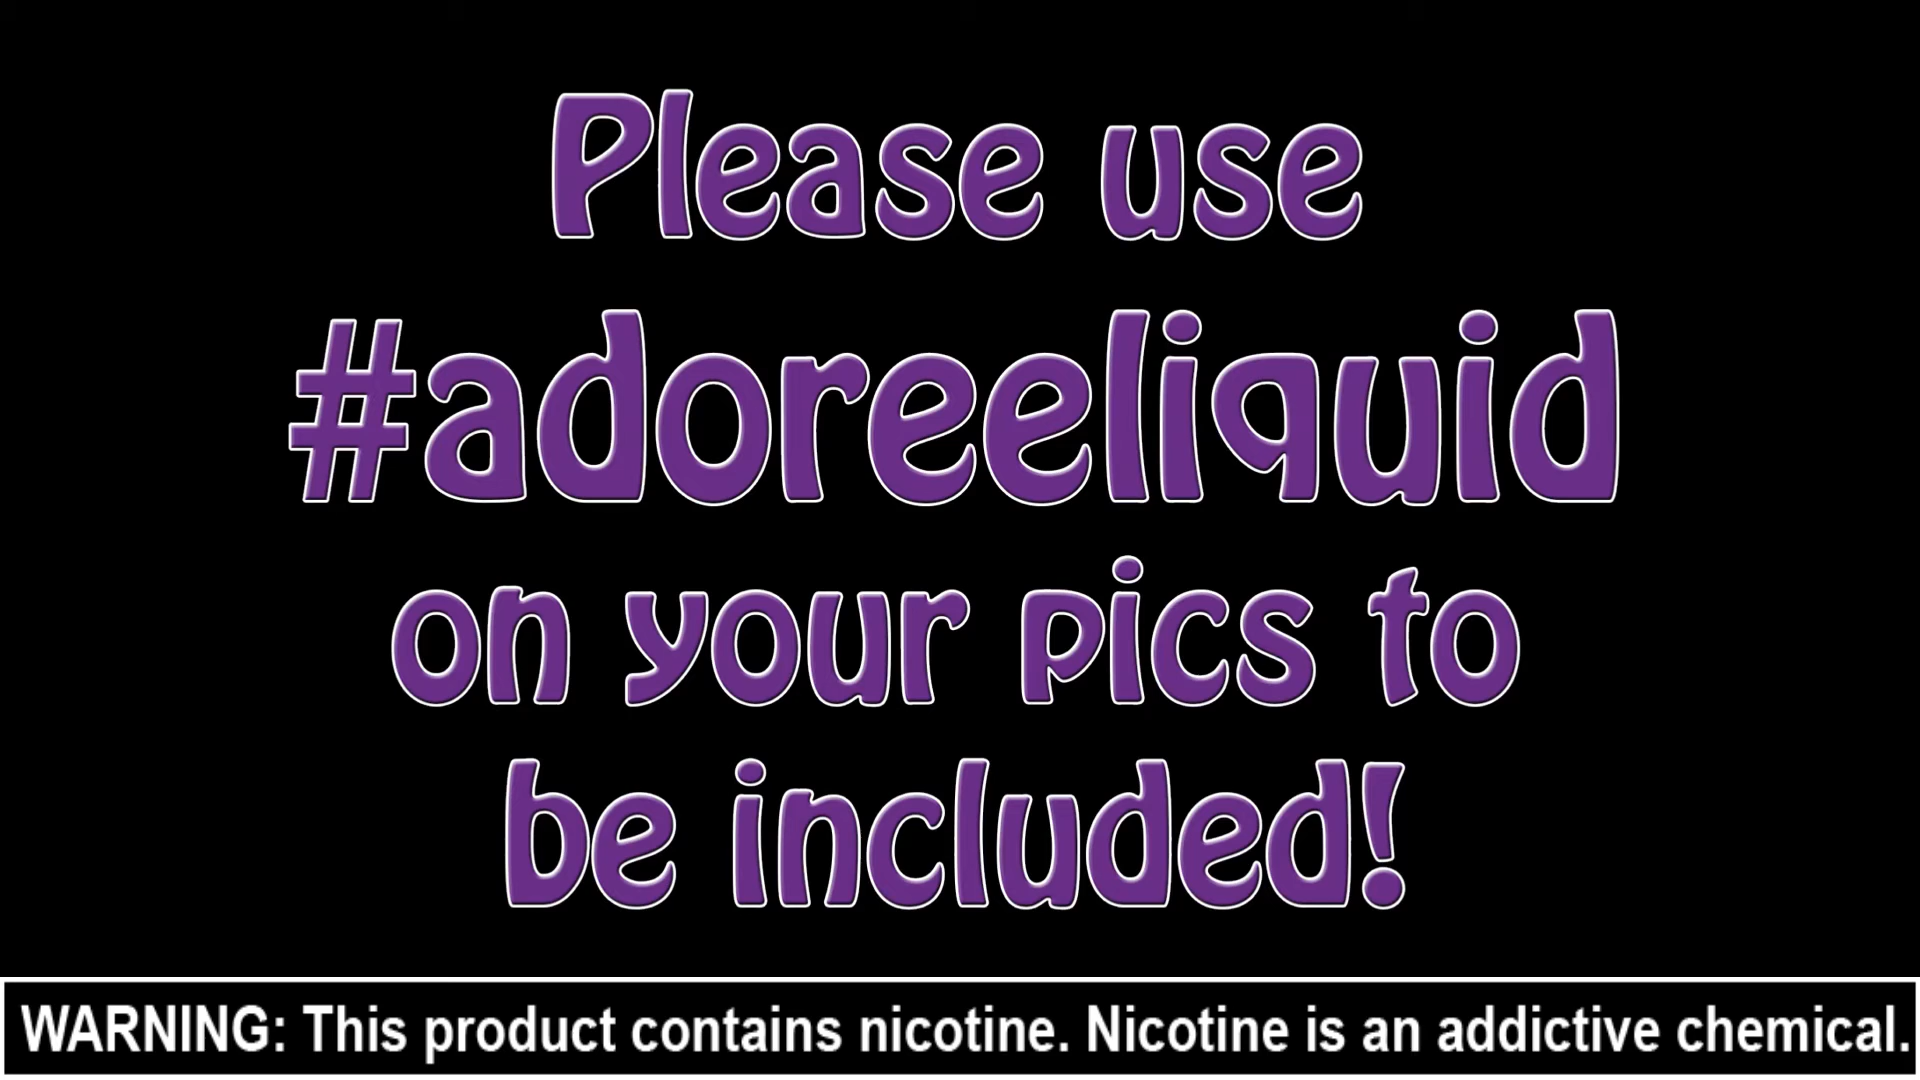 Please use
#adoreeliquid
on your pics to
be included!
WARNING: This product contains nicotine. Nicotine is an addictive chemical.